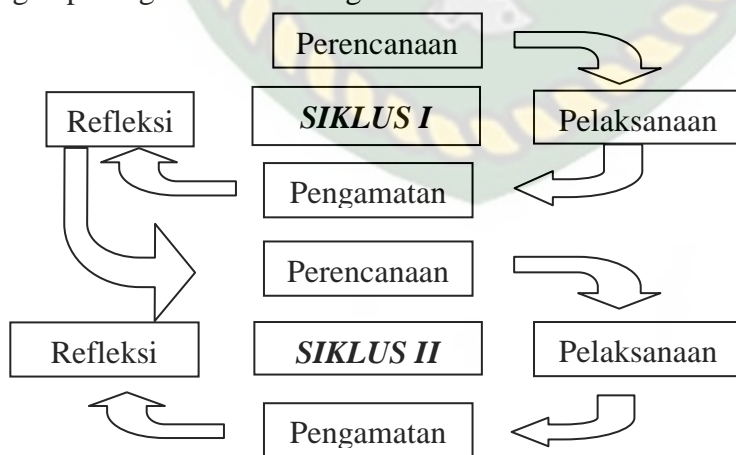 Perencanaan
Refleksi
SIKLUS I
Pelaksanaan
Pengamatan
Perencanaan
Refleksi
SIKLUS II
Pelaksanaan
Pengamatan